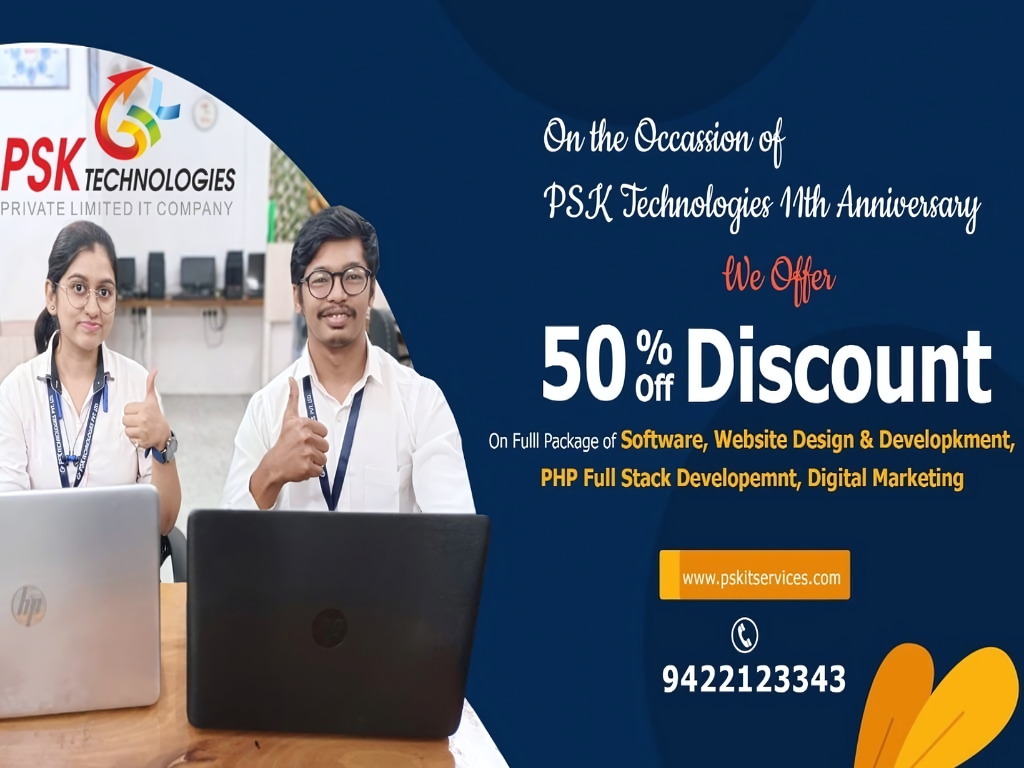 PSK TECHNOLOGIES
PRIVATE LIMITED IT COMPANY
On the Occassion of
PSK Technologies 11th Anniversary
We Offer
50 % Off Discount
On Fulll Package of Software, Website Design & Developkment,
PHP Full Stack Developemnt, Digital Marketing
www.pskitservices.com
9422123343
hp